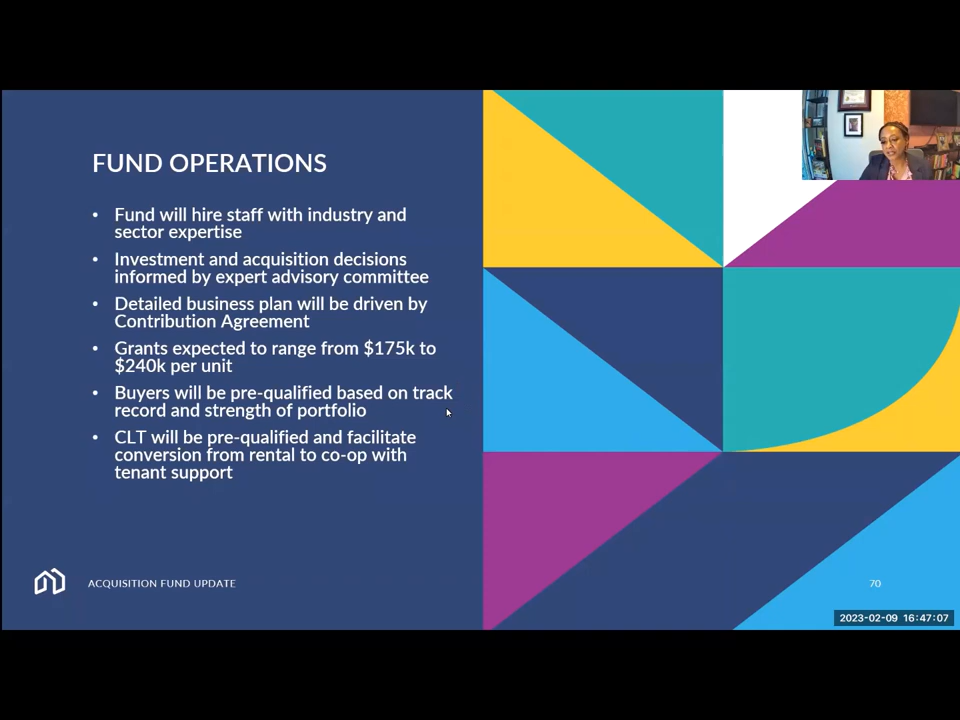 FUND OPERATIONS
• Fund will hire staff with industry and
sector expertise
• Investment and acquisition decisions
informed by expert advisory committee
• Detailed business plan will be driven by
Contribution Agreement
• Grants expected to range from $175k to
$240k per unit
• Buyers will be pre-qualified based on track
record and strength of portfolio
• CLT will be pre-qualified and facilitate
conversion from rental to co-op with
tenant support
ACQUISITION FUND UPDATE
70
2023-02-09 16:47:07